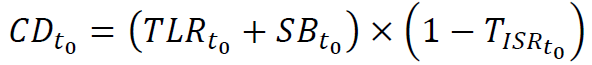 CD_{t_0} = (TLR_{t_0} + SB_{t_0}) × (1 − T_{ISR_{t_0}})